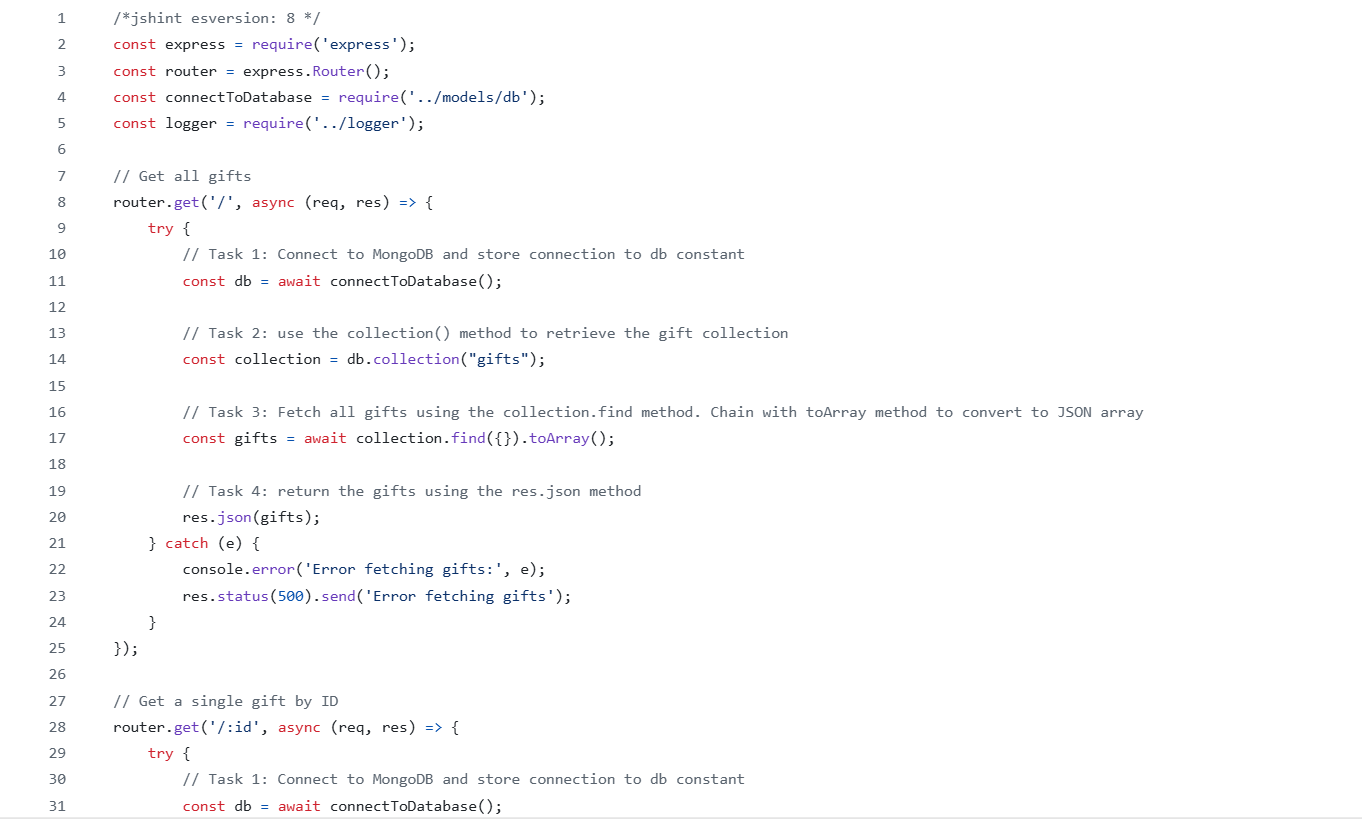 1 /*jshint esversion: 8 */
2 const express = require('express');
3 const router = express.Router();
4 const connectToDatabase = require('../models/db');
5 const logger = require('../logger');
6
7 // Get all gifts
8 router.get('/', async (req, res) => {
9     try {
10         // Task 1: Connect to MongoDB and store connection to db constant
11         const db = await connectToDatabase();
12
13         // Task 2: use the collection() method to retrieve the gift collection
14         const collection = db.collection("gifts");
15
16         // Task 3: Fetch all gifts using the collection.find method. Chain with toArray method to convert to JSON array
17         const gifts = await collection.find({}).toArray();
18
19         // Task 4: return the gifts using the res.json method
20         res.json(gifts);
21     } catch (e) {
22         console.error('Error fetching gifts:', e);
23         res.status(500).send('Error fetching gifts');
24     }
25 });
26
27 // Get a single gift by ID
28 router.get('/:id', async (req, res) => {
29     try {
30         // Task 1: Connect to MongoDB and store connection to db constant
31         const db = await connectToDatabase();